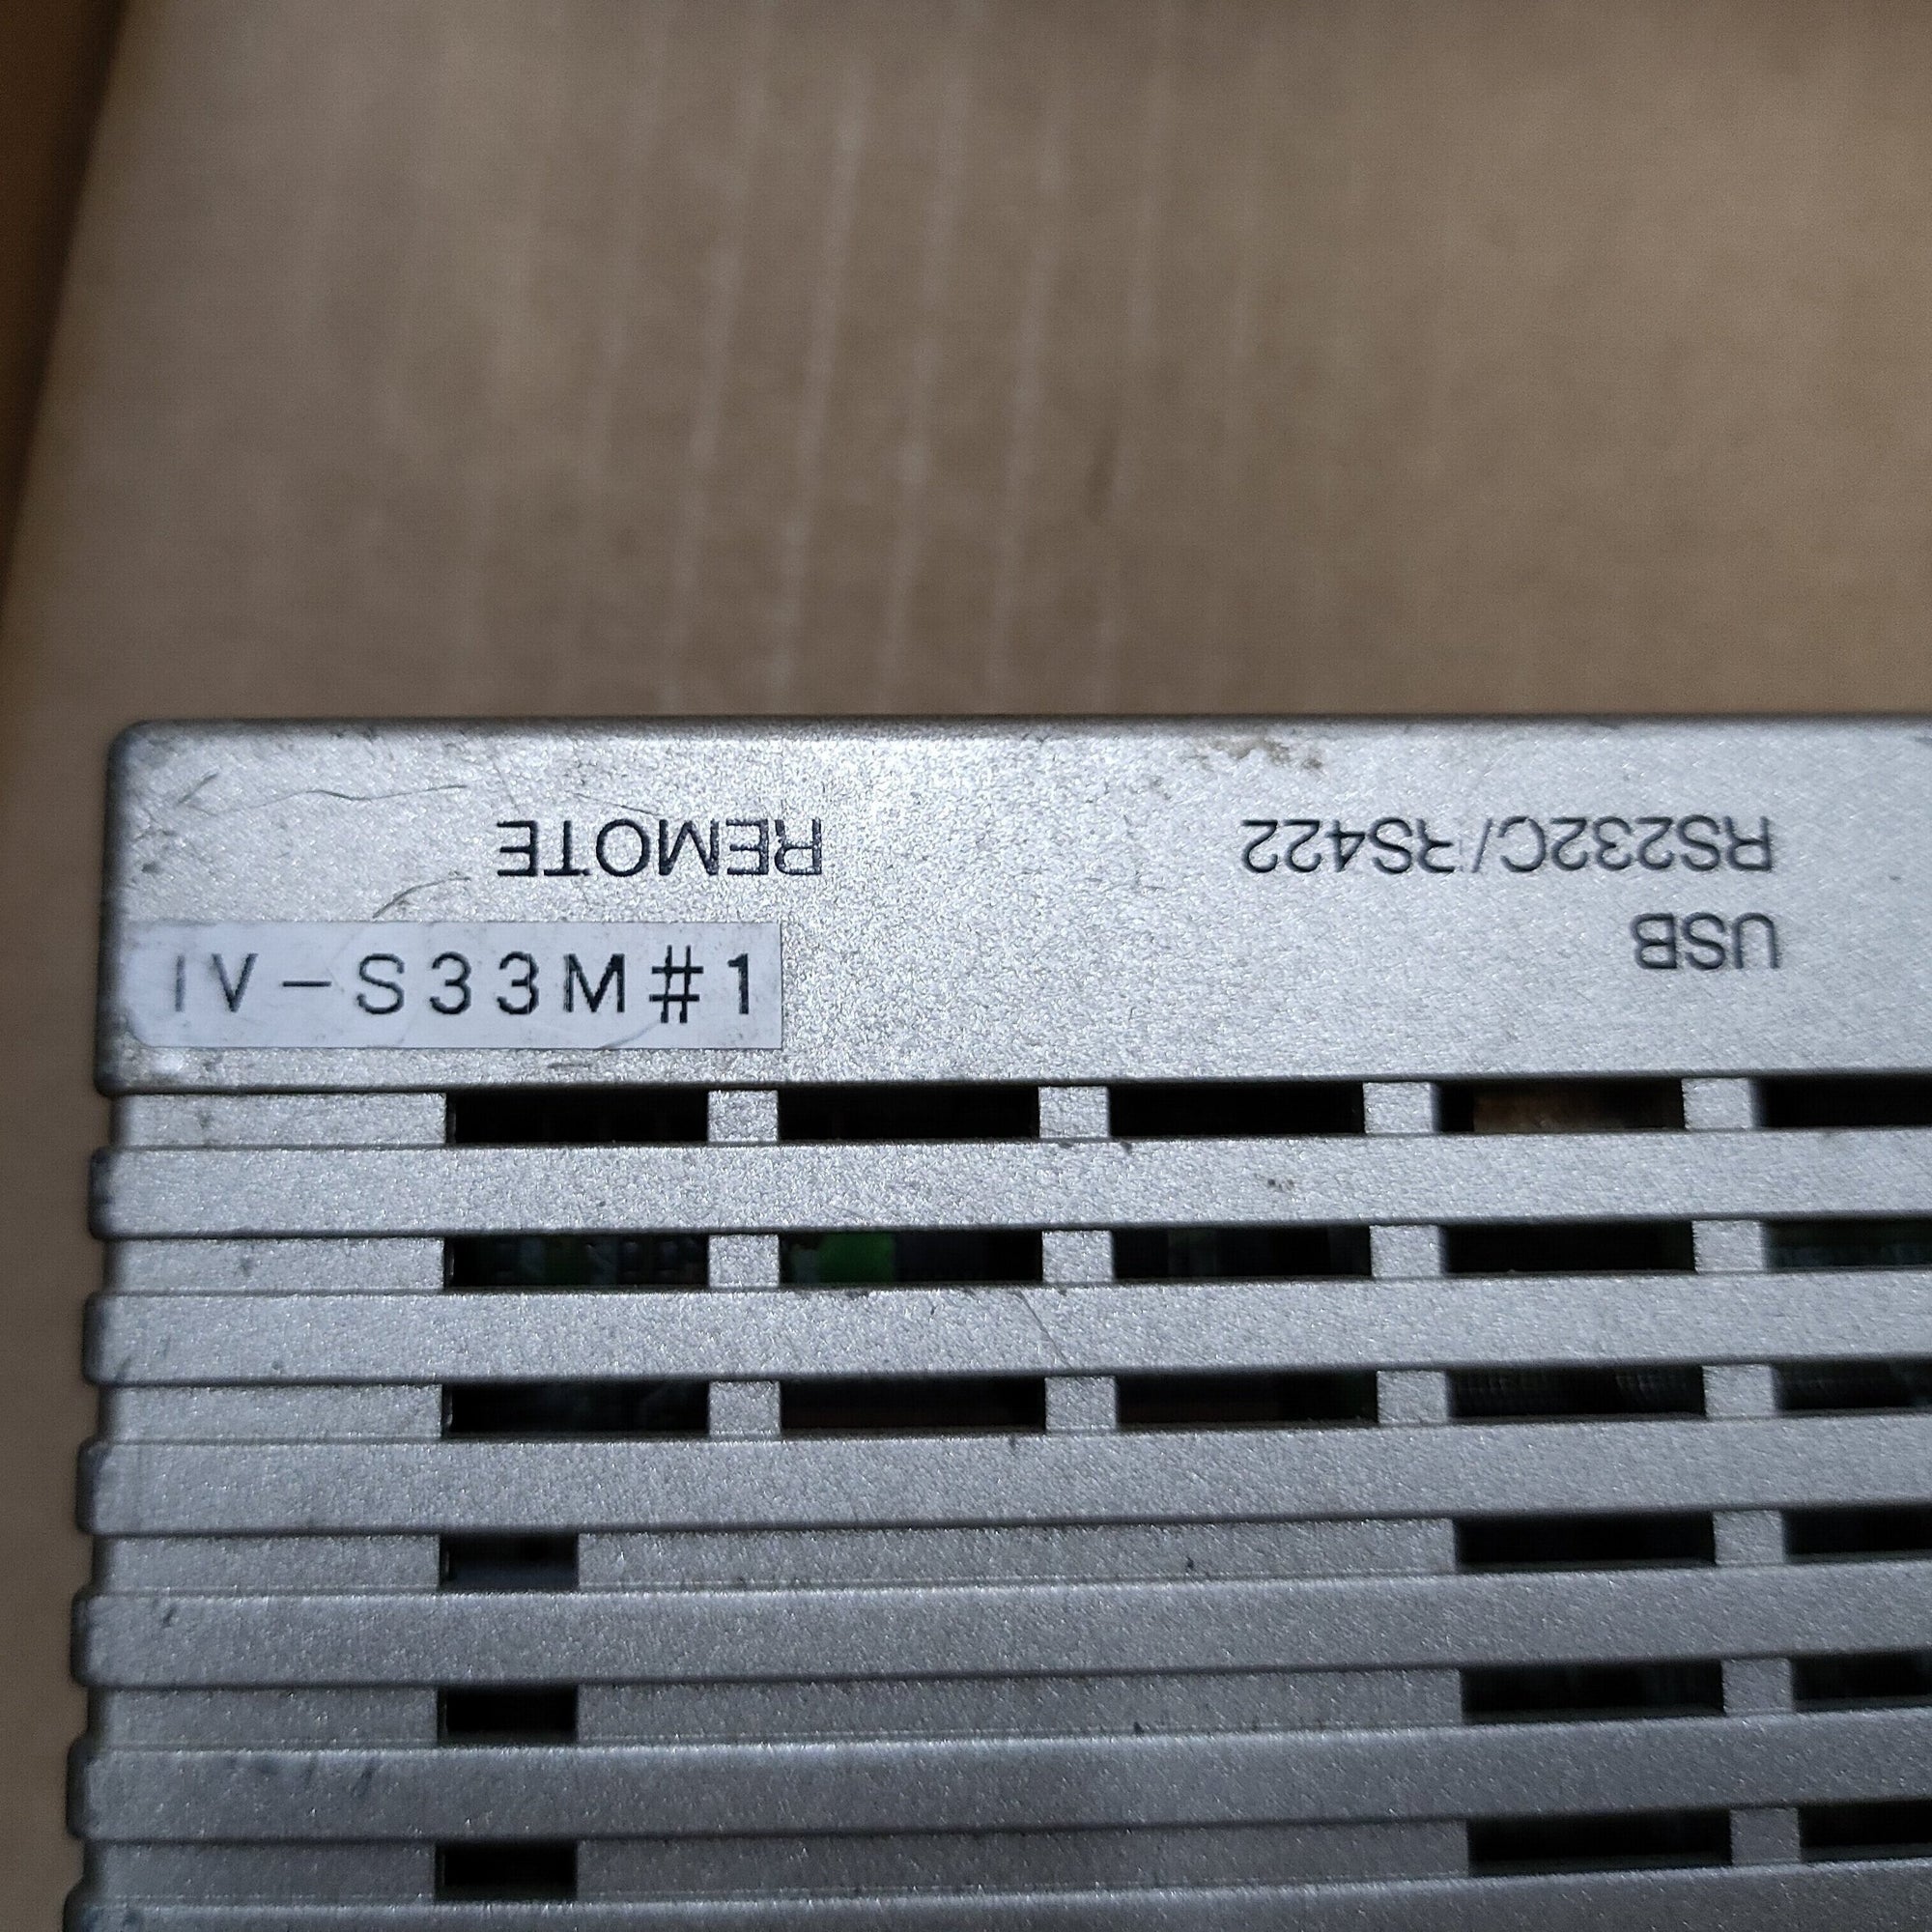 REMOTE
RS232C/RS422
USB
IV-S33M#1